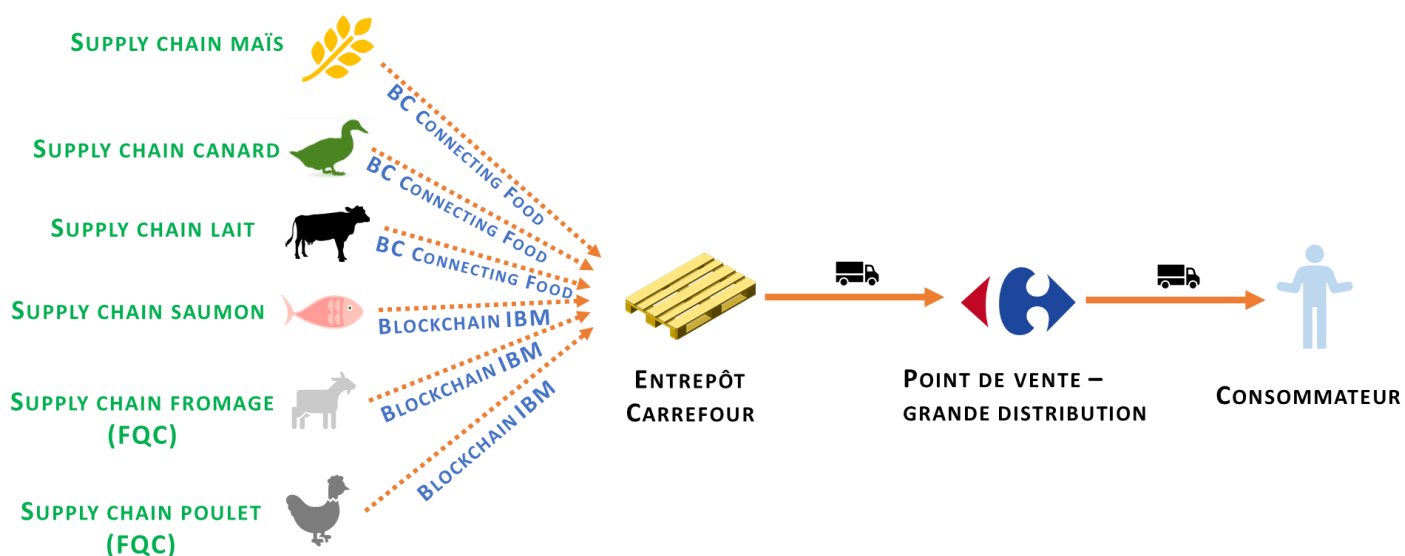 SUPPLY CHAIN MAÏS
BC CONNECTING FOOD
SUPPLY CHAIN CANARD
BC CONNECTING FOOD
SUPPLY CHAIN LAIT
BC CONNECTING FOOD
SUPPLY CHAIN SAUMON
BLOCKCHAIN IBM
SUPPLY CHAIN FROMAGE
(FQC)
BLOCKCHAIN IBM
SUPPLY CHAIN POULET
(FQC)
BLOCKCHAIN IBM
ENTREPÔT
CARREFOUR
POINT DE VENTE –
GRANDE DISTRIBUTION
CONSOMMATEUR